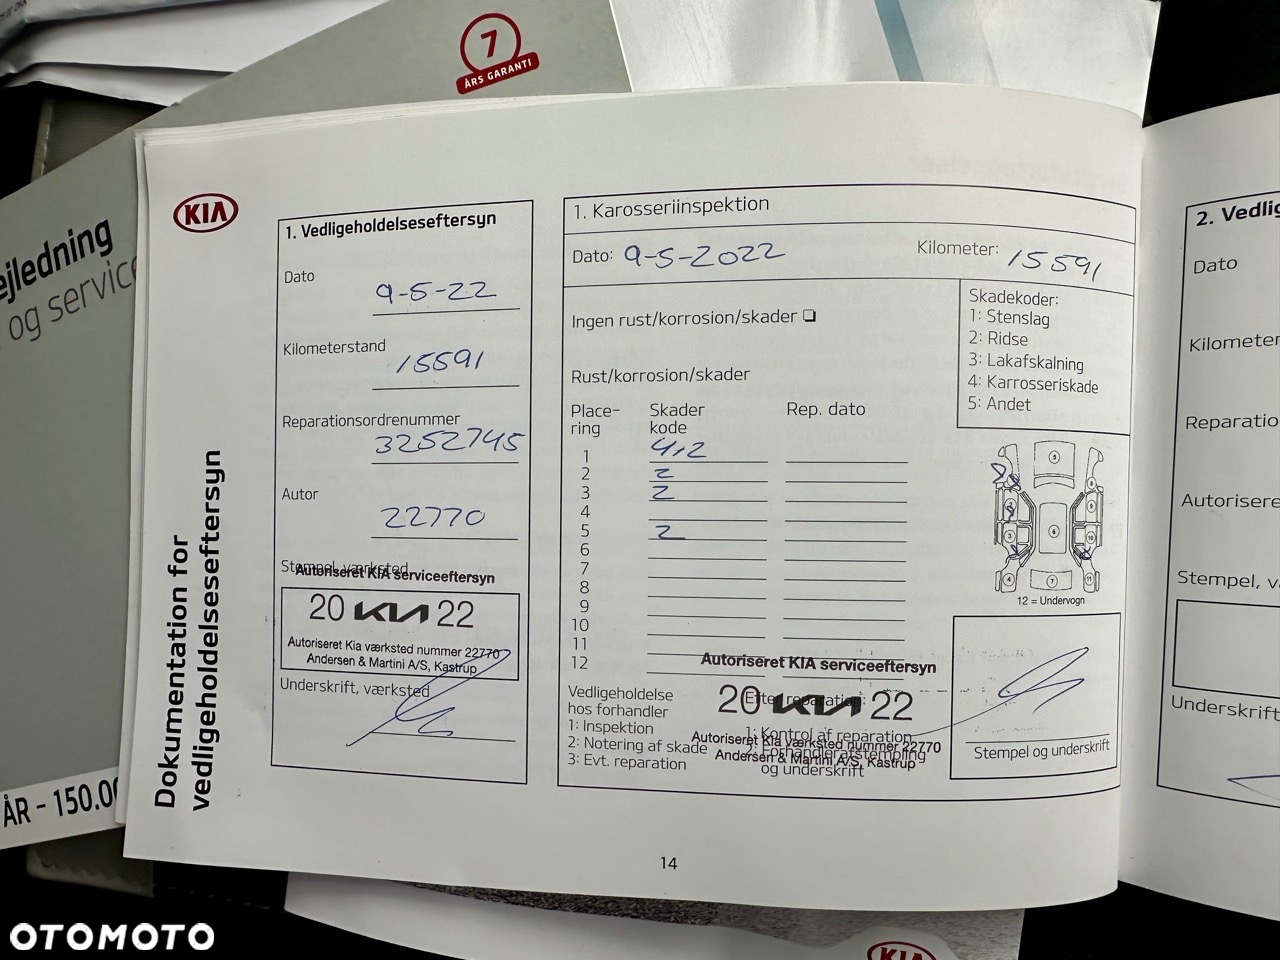 7
ÅRS GARANTI
ejledning
og service
ÅR - 150.00
KIA
Dokumentation for
vedligeholdelseseftersyn
1. Vedligeholdelseseftersyn
Dato
9-5-22
Kilometerstand
15591
Reparationsordrenummer
3252745
Autor
22770
Stempel, værksted
Autoriseret KIA serviceeftersyn
20 KIA 22
Autoriseret Kia værksted nummer 22770
Andersen & Martini A/S, Kastrup
Underskrift, værksted
1. Karosseriinspektion
Dato: 9-5-2022 Kilometer: 15591
Ingen rust/korrosion/skader
Rust/korrosion/skader
Skadekoder:
1: Stenslag
2: Ridse
3: Lakafskalning
4: Karrosseriskade
5: Andet
Place-
ring
Skader
kode
Rep. dato
1 4,2
2 2
3 2
4
5 2
6
7
8
9
10
11
12
12 = Undervogn
Vedligeholdelse
hos forhandler
1: Inspektion
2: Notering af skade
3: Evt. reparation
Autoriseret KIA serviceeftersyn
20 KIA 22
Autoriseret Kia værksted nummer 22770
Andersen & Martini A/S, Kastrup
Efter reparation:
1: Kontrol af reparation
2: Forhandlerafstempling
og underskrift
Stempel og underskrift
14
2. Vedlig
Dato
Kilometer
Reparatio
Autorisere
Stempel, v
Underskrift
KIA
OTOMOTO